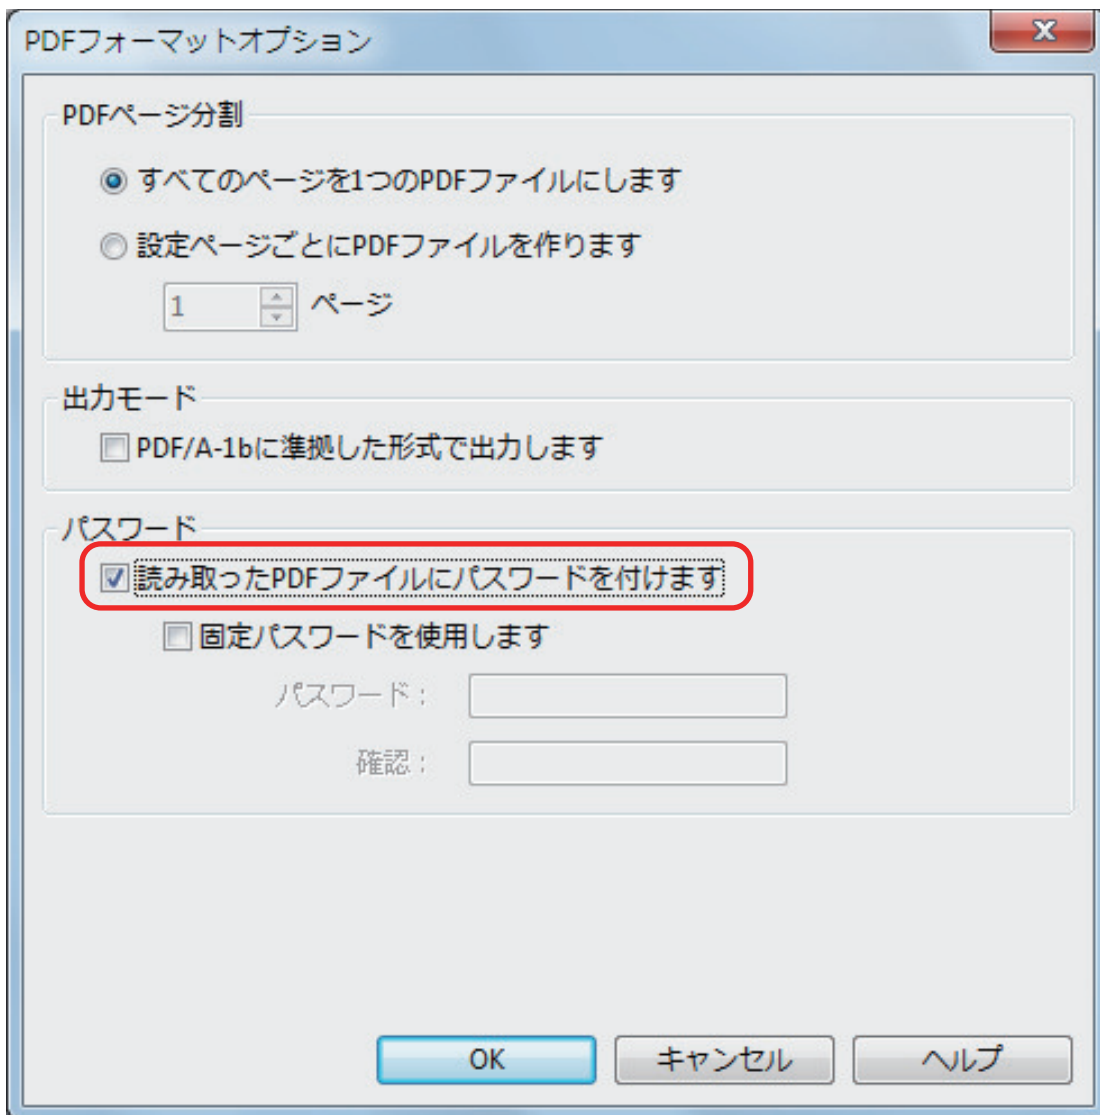 PDFフォーマットオプション
PDFページ分割
すべてのページを1つのPDFファイルにします
設定ページごとにPDFファイルを作ります
1 ページ
出力モード
PDF/A-1bに準拠した形式で出力します
パスワード
読み取ったPDFファイルにパスワードを付けます
固定パスワードを使用します
パスワード:
確認:
OK キャンセル ヘルプ